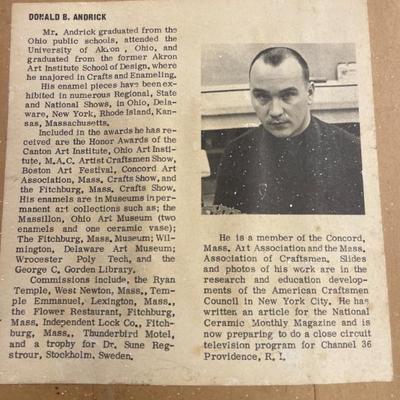 DONALD B. ANDRICK
Mr. Andrick graduated from the
Ohio public schools, attended the
University of Akron, Ohio, and
graduated from the former Akron
Art Institute School of Design, where
he majored in Crafts and Enameling.
His enamel pieces have been ex-
hibited in numerous Regional, State
and National Shows, in Ohio, Dela-
ware, New York, Rhode Island, Kan-
sas, Massachusetts.
Included in the awards he has re-
ceived are the Honor Awards of the
Canton Art Institute, Ohio Art Insti-
tute, M.A.C. Artist Craftsmen Show,
Boston Art Festival, Concord Art
Association, Mass. Crafts Show, and
the Fitchburg, Mass. Crafts Show.
His enamels are in Museums in per-
manent art collections such as; the
Massillon, Ohio Art Museum (two
enamels and one ceramic vase);
The Fitchburg, Mass. Museum; Wil-
mington, Delaware Art Museum;
Wrocester Poly Tech, and the
George C. Gorden Library.
Commissions include, the Ryan
Temple, West Newton, Mass., Tem-
ple Emmanuel, Lexington, Mass.,
the Flower Restaurant, Fitchburg,
Mass. Independent Lock Co., Fitch-
burg, Mass., Thunderbird Motel,
and a trophy for Dr. Sune Reg-
strour, Stockholm, Sweden.
He is a member of the Concord,
Mass. Art Association and the Mass.
Association of Craftsmen. Slides
and photos of his work are in the
research and education develop-
ments of the American Craftsmen
Council in New York City. He has
written an article for the National
Ceramic Monthly Magazine and is
now preparing to do a close circuit
television program for Channel 36
Providence, R. I.